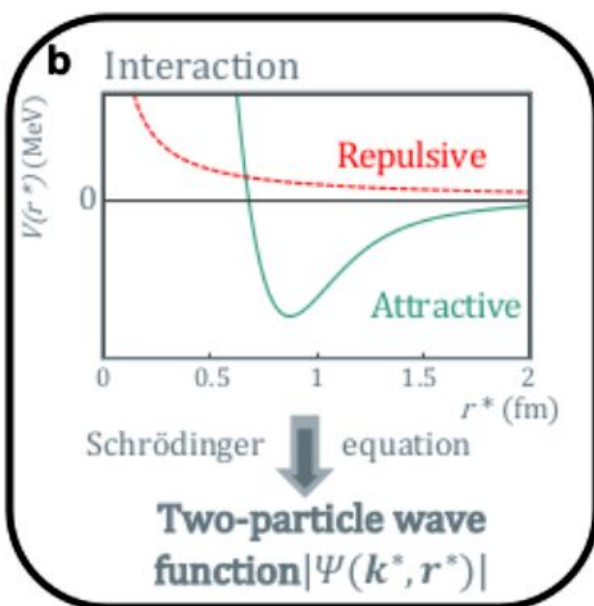 b Interaction
V(r*) (MeV)
Repulsive
0
Attractive
0 0.5 1 1.5 2
r* (fm)
Schrödinger equation
Two-particle wave
function|Ψ(k*, r*)|